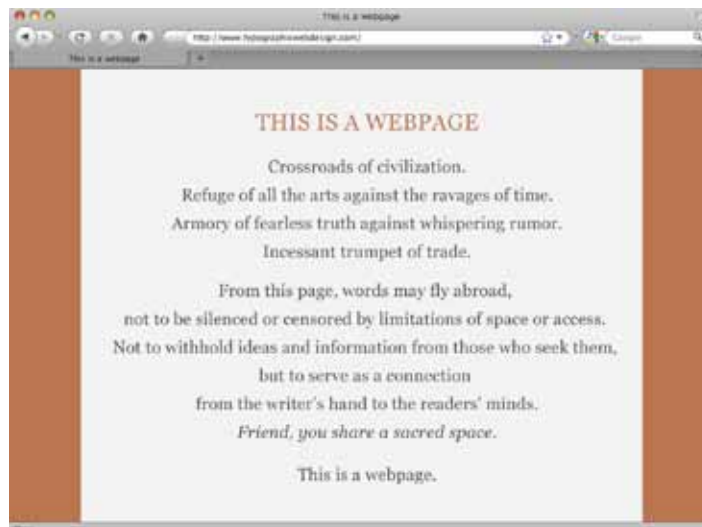 This is a webpage
This is a webpage
THIS IS A WEBPAGE
Crossroads of civilization.
Refuge of all the arts against the ravages of time.
Armory of fearless truth against whispering rumor.
Incessant trumpet of trade.
From this page, words may fly abroad,
not to be silenced or censored by limitations of space or access.
Not to withhold ideas and information from those who seek them,
but to serve as a connection
from the writer's hand to the readers' minds.
Friend, you share a sacred space.
This is a webpage.